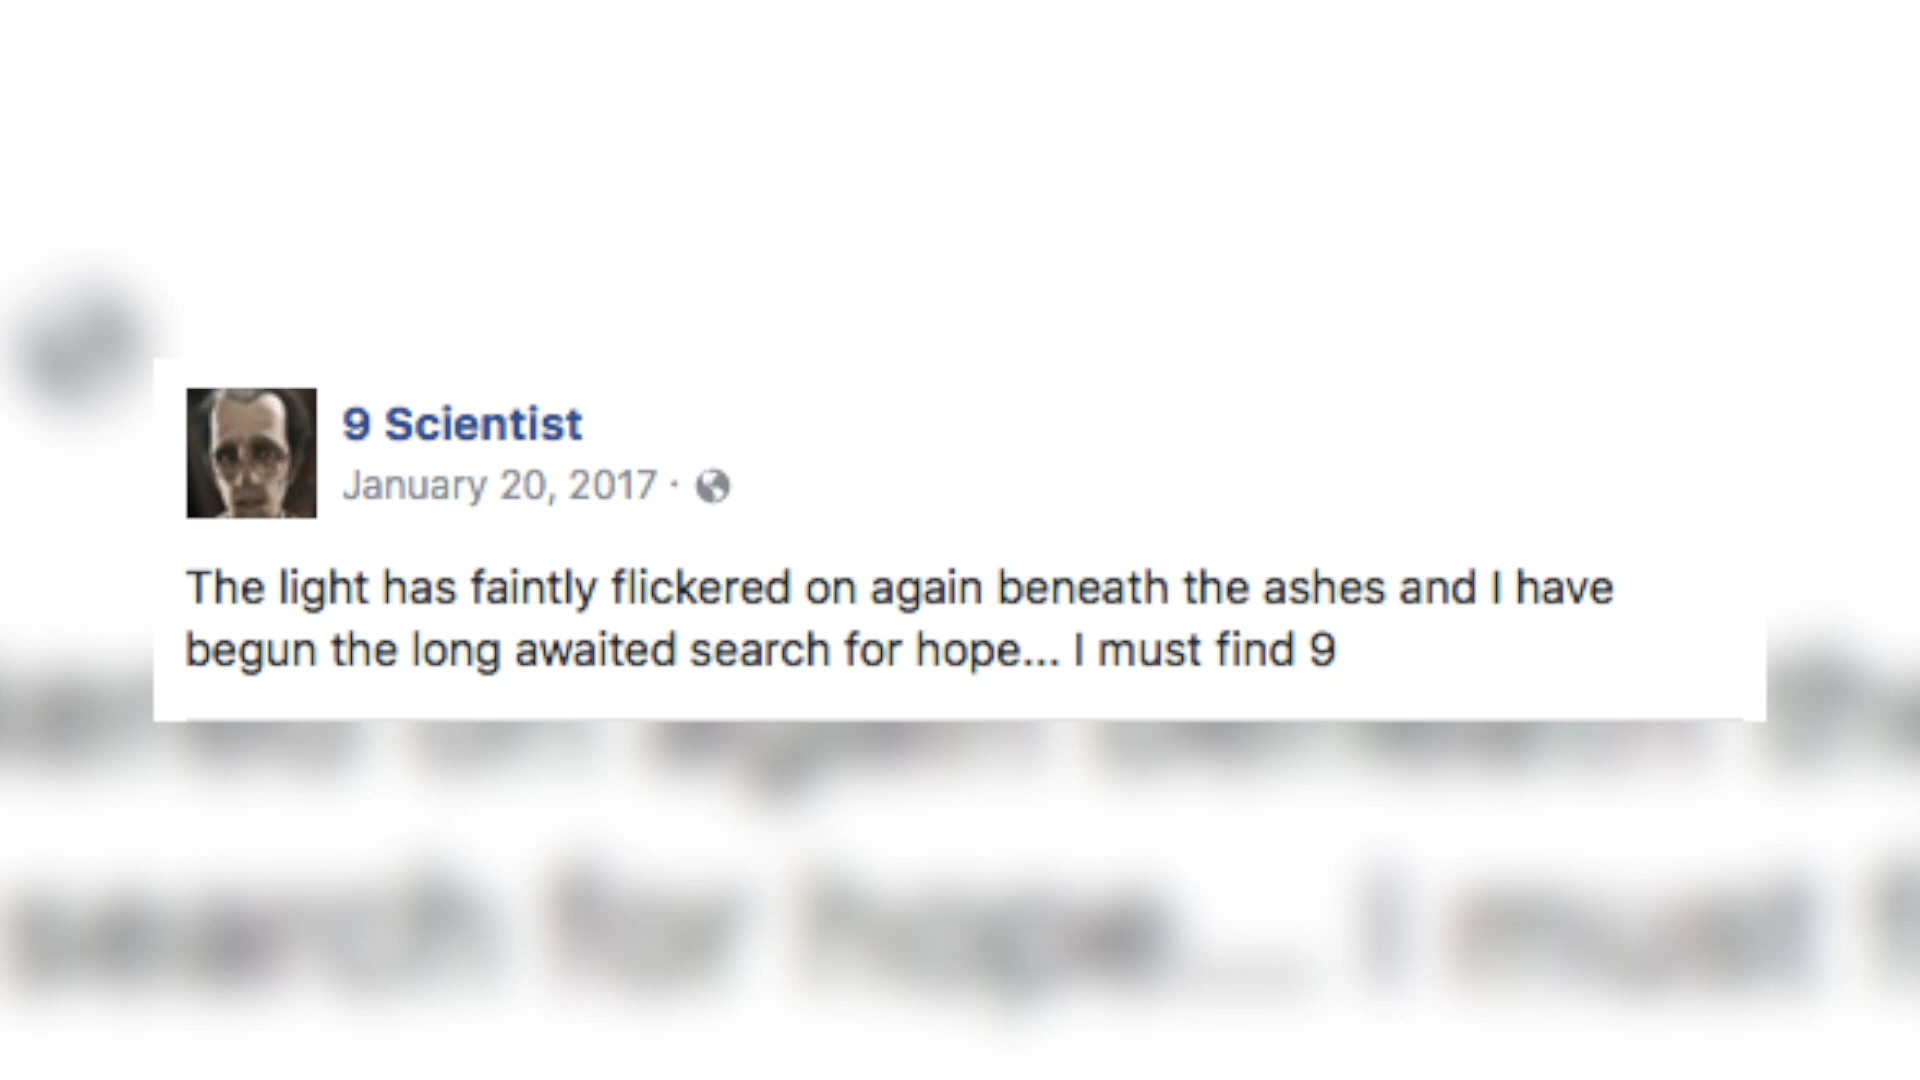 9 Scientist
January 20, 2017 ·
The light has faintly flickered on again beneath the ashes and I have
begun the long awaited search for hope... I must find 9